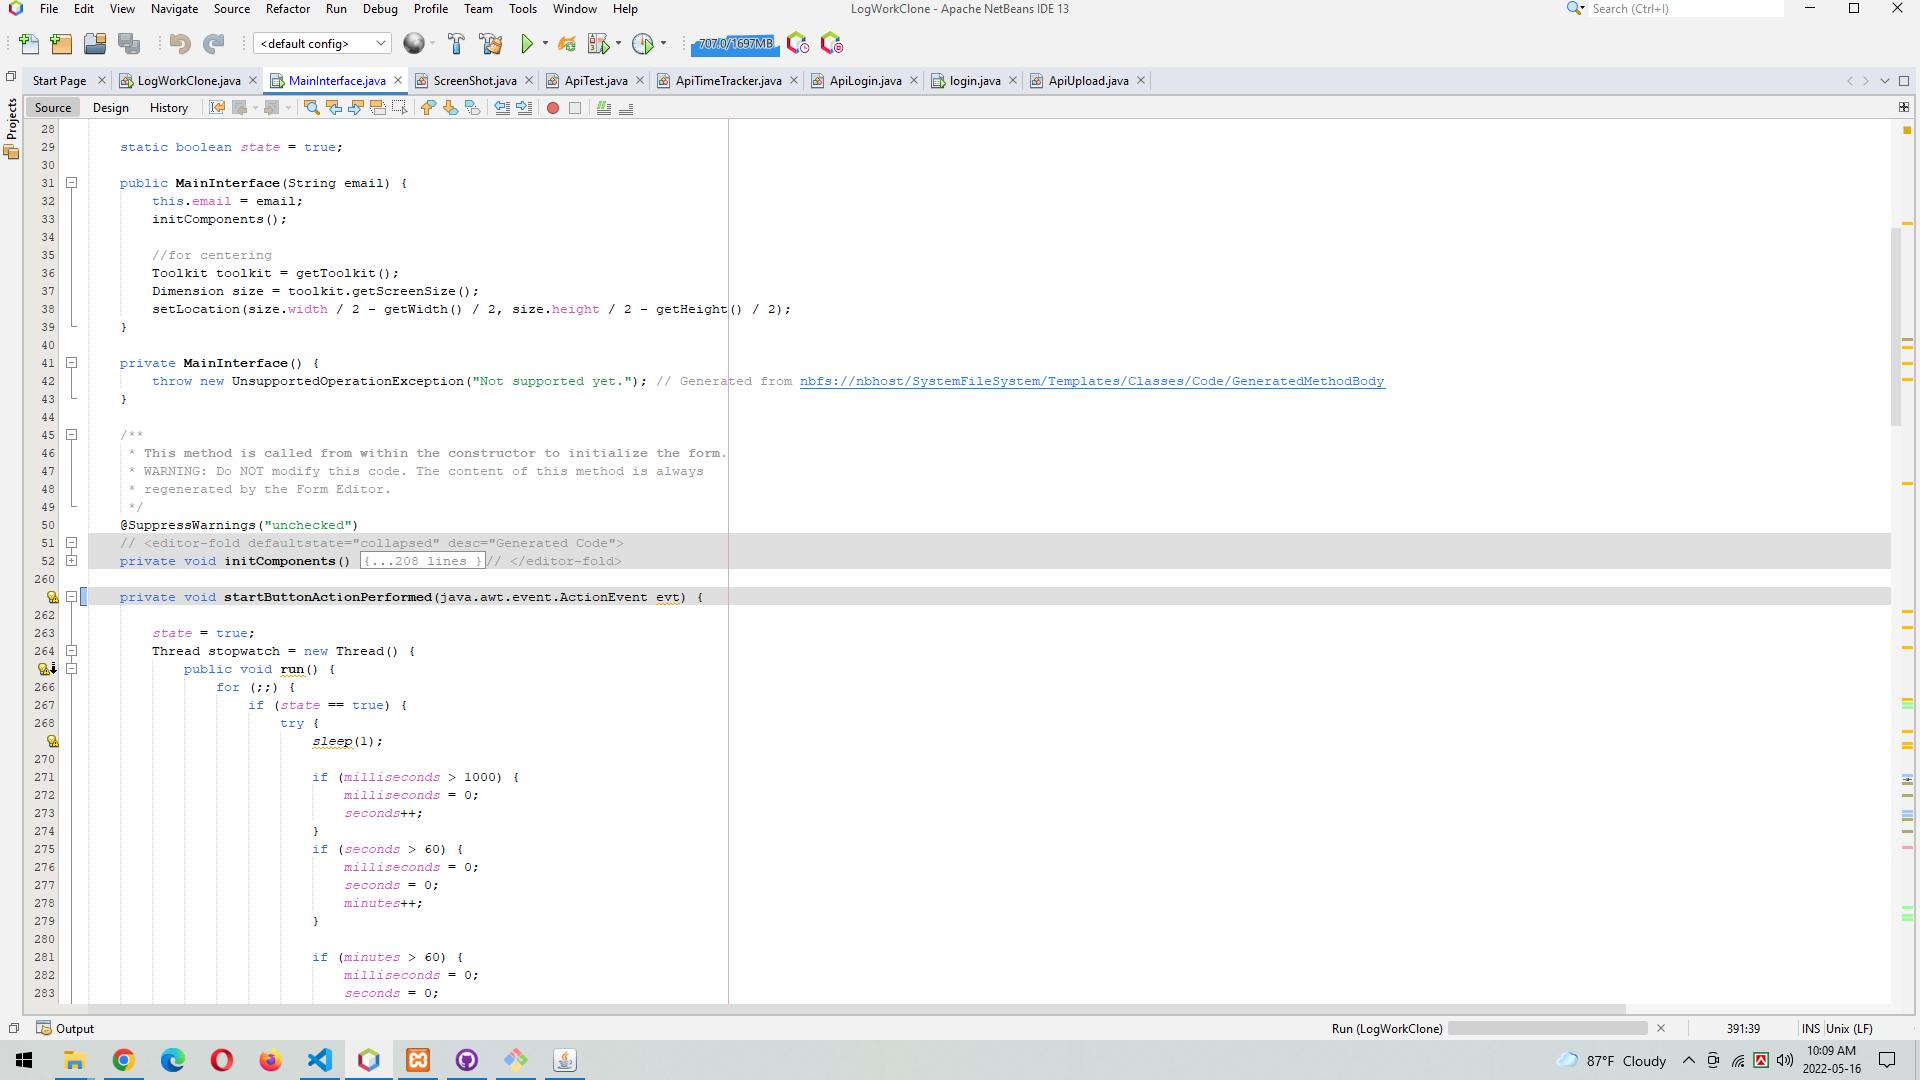 File Edit View Navigate Source Refactor Run Debug Profile Team Tools Window Help LogWorkClone - Apache NetBeans IDE 13 Search (Ctrl+I)
<default config> 707.0/1697MB
Start Page LogWorkClone.java MainInterface.java ScreenShot.java ApiTest.java ApiTimeTracker.java ApiLogin.java login.java ApiUpload.java
Source Design History
Projects
28
29 static boolean state = true;
30
31 public MainInterface(String email) {
32 this.email = email;
33 initComponents();
34
35 //for centering
36 Toolkit toolkit = getToolkit();
37 Dimension size = toolkit.getScreenSize();
38 setLocation(size.width / 2 - getWidth() / 2, size.height / 2 - getHeight() / 2);
39 }
40
41 private MainInterface() {
42 throw new UnsupportedOperationException("Not supported yet."); // Generated from nbfs://nbhost/SystemFileSystem/Templates/Classes/Code/GeneratedMethodBody
43 }
44
45 /**
46 * This method is called from within the constructor to initialize the form.
47 * WARNING: Do NOT modify this code. The content of this method is always
48 * regenerated by the Form Editor.
49 */
50 @SuppressWarnings("unchecked")
51 // <editor-fold defaultstate="collapsed" desc="Generated Code">
52 private void initComponents() {...208 lines }// </editor-fold>
260
private void startButtonActionPerformed(java.awt.event.ActionEvent evt) {
262
263 state = true;
264 Thread stopwatch = new Thread() {
public void run() {
266 for (;;) {
267 if (state == true) {
268 try {
sleep(1);
270
271 if (milliseconds > 1000) {
272 milliseconds = 0;
273 seconds++;
274 }
275 if (seconds > 60) {
276 milliseconds = 0;
277 seconds = 0;
278 minutes++;
279 }
280
281 if (minutes > 60) {
282 milliseconds = 0;
283 seconds = 0;
Output Run (LogWorkClone) 391:39 INS Unix (LF)
87°F Cloudy 10:09 AM
2022-05-16